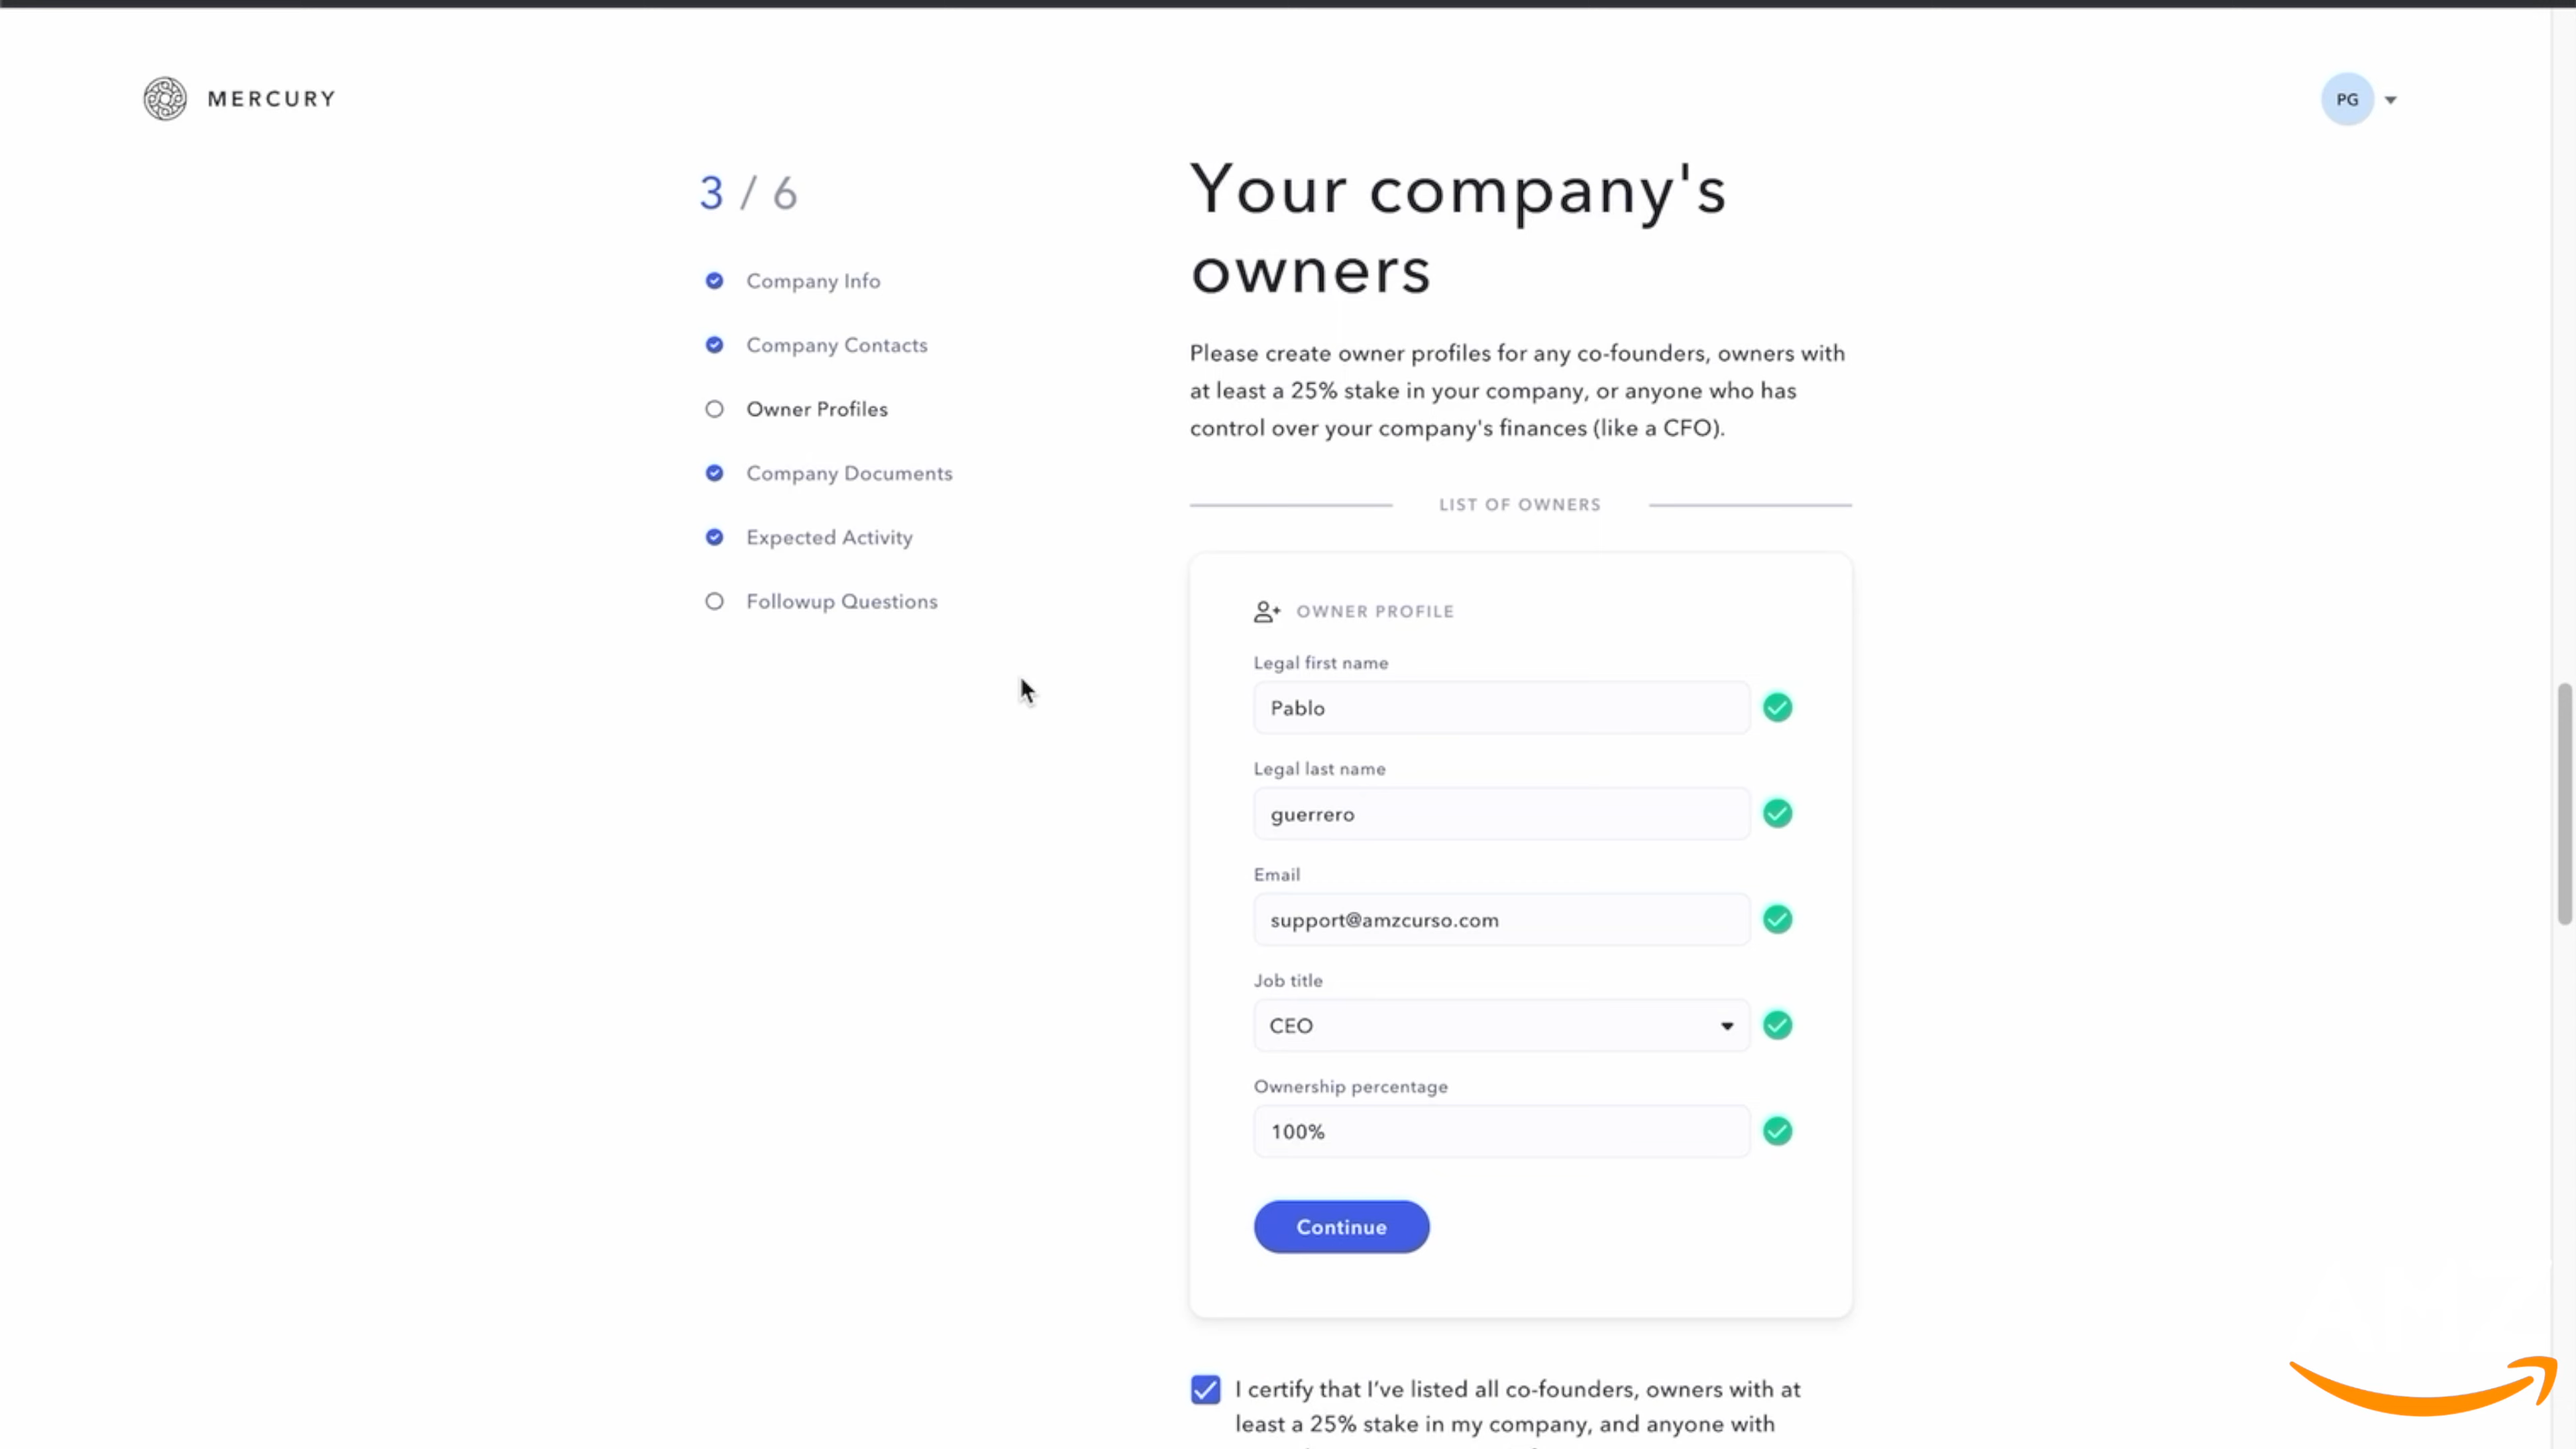 MERCURY
PG
3 / 6
Company Info
Company Contacts
Owner Profiles
Company Documents
Expected Activity
Followup Questions
Your company's
owners
Please create owner profiles for any co-founders, owners with
at least a 25% stake in your company, or anyone who has
control over your company's finances (like a CFO).
LIST OF OWNERS
OWNER PROFILE
Legal first name
Pablo
Legal last name
guerrero
Email
support@amzcurso.com
Job title
CEO
Ownership percentage
100%
Continue
I certify that I've listed all co-founders, owners with at
least a 25% stake in my company, and anyone with